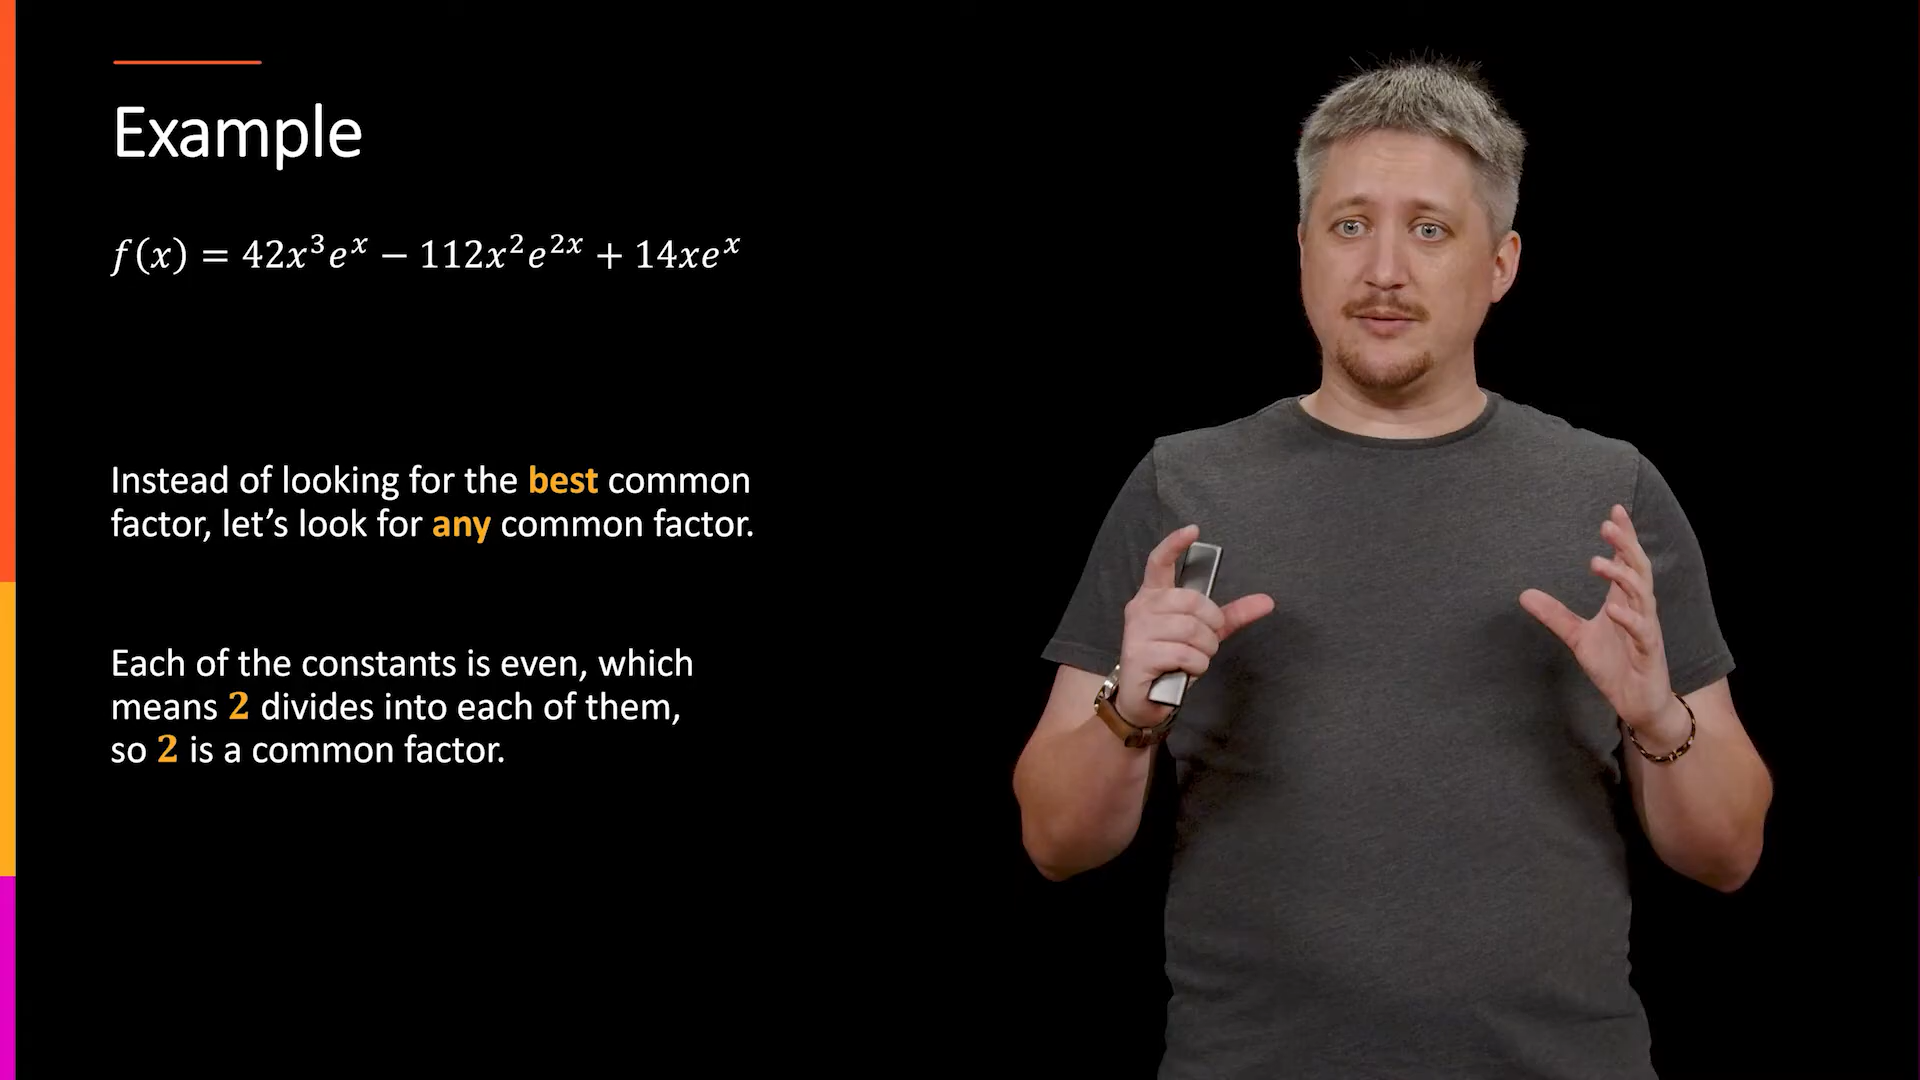 Example
f(x) = 42x³eˣ − 112x²e²ˣ + 14xeˣ
Instead of looking for the best common
factor, let’s look for any common factor.
Each of the constants is even, which
means 2 divides into each of them,
so 2 is a common factor.